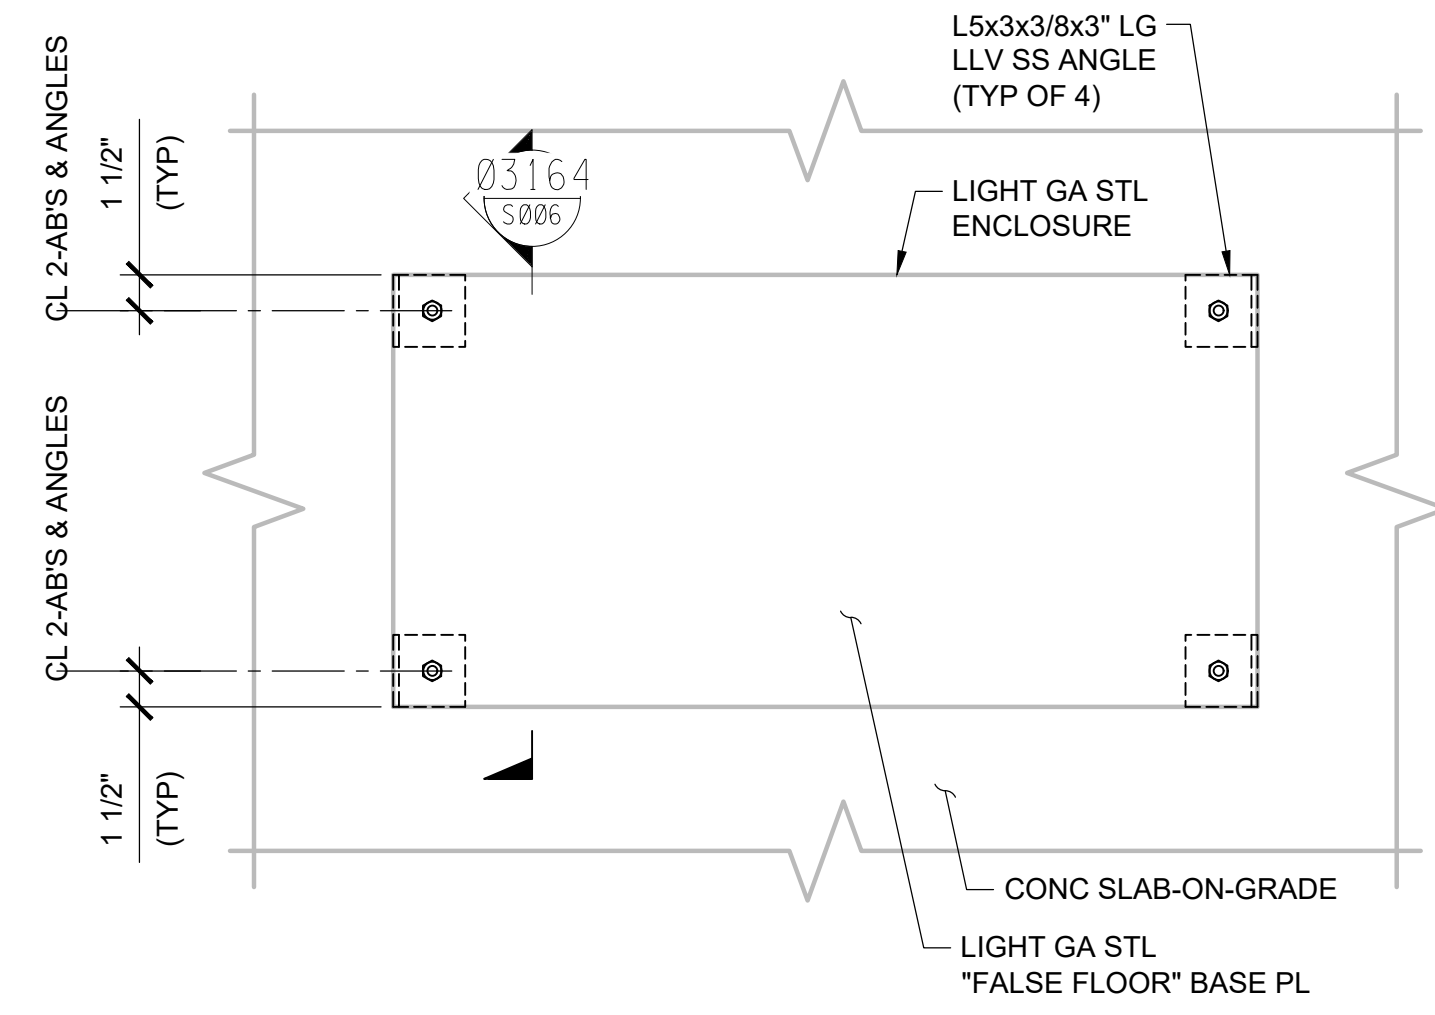 L5x3x3/8x3" LG
LLV SS ANGLE
(TYP OF 4)
CL 2-AB'S & ANGLES
1 1/2"
(TYP)
Ø3164
SØØ6
LIGHT GA STL
ENCLOSURE
CL 2-AB'S & ANGLES
1 1/2"
(TYP)
CONC SLAB-ON-GRADE
LIGHT GA STL
"FALSE FLOOR" BASE PL